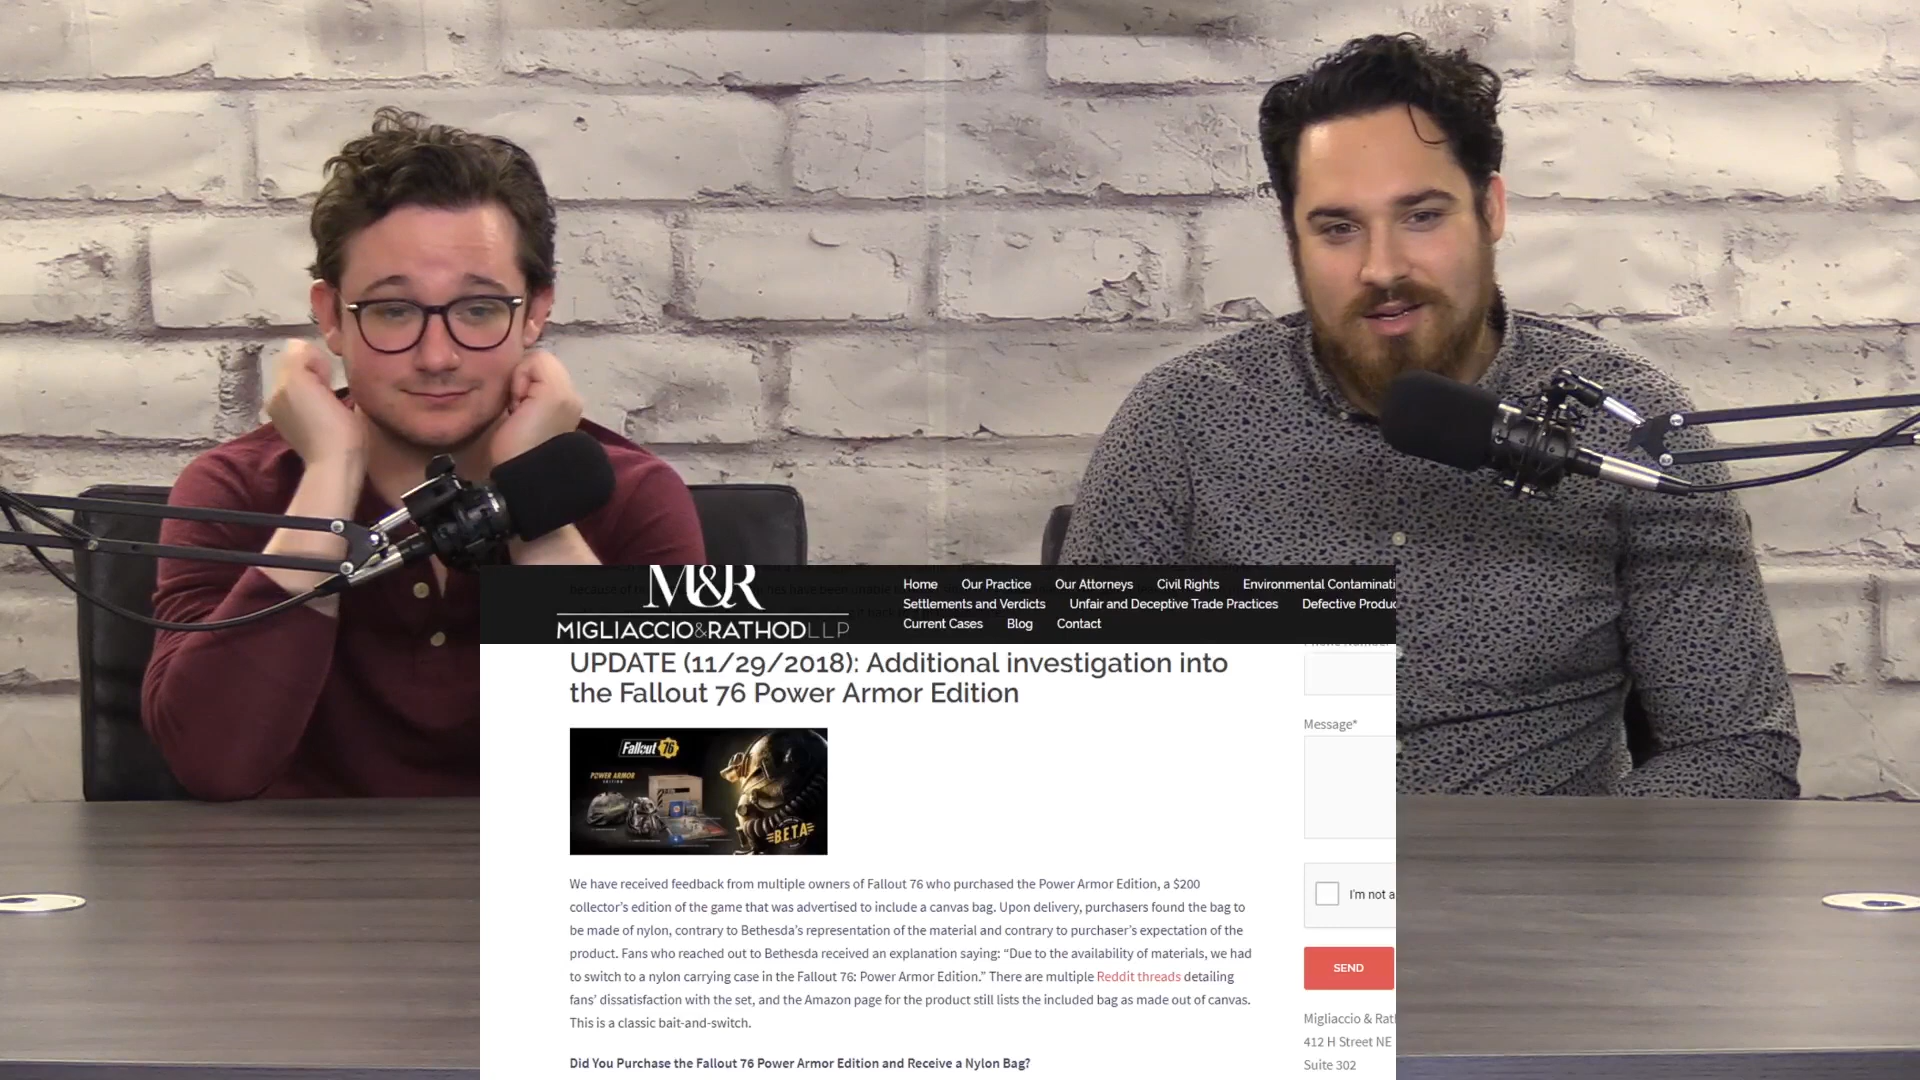 M&R
MIGLIACCIO&RATHODLLP
Home Our Practice Our Attorneys Civil Rights Environmental Contaminati
Settlements and Verdicts Unfair and Deceptive Trade Practices Defective Produc
Current Cases Blog Contact
UPDATE (11/29/2018): Additional investigation into
the Fallout 76 Power Armor Edition
Fallout 76
POWER ARMOR
EDITION
B.E.T.A.
We have received feedback from multiple owners of Fallout 76 who purchased the Power Armor Edition, a $200
collector’s edition of the game that was advertised to include a canvas bag. Upon delivery, purchasers found the bag to
be made of nylon, contrary to Bethesda’s representation of the material and contrary to purchaser’s expectation of the
product. Fans who reached out to Bethesda received an explanation saying: “Due to the availability of materials, we had
to switch to a nylon carrying case in the Fallout 76: Power Armor Edition.” There are multiple Reddit threads detailing
fans’ dissatisfaction with the set, and the Amazon page for the product still lists the included bag as made out of canvas.
This is a classic bait-and-switch.
Did You Purchase the Fallout 76 Power Armor Edition and Receive a Nylon Bag?
Message*
I'm not a
SEND
Migliaccio & Rath
412 H Street NE
Suite 302